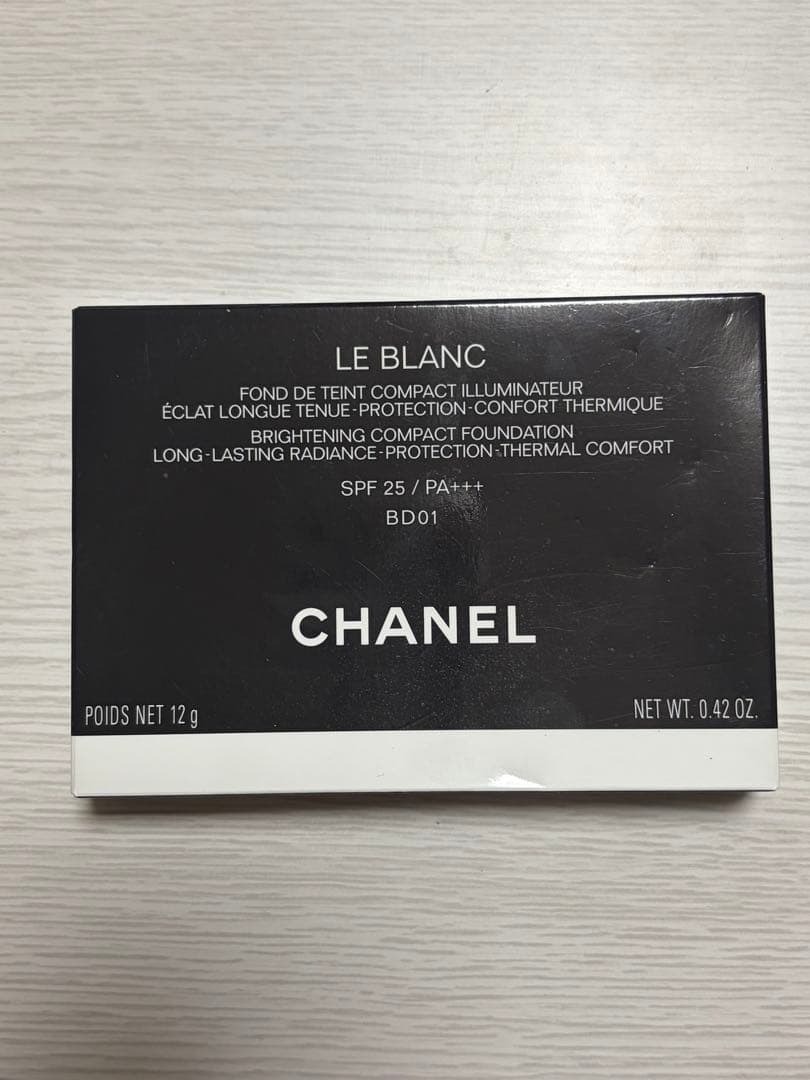 LE BLANC
FOND DE TEINT COMPACT ILLUMINATEUR
ÉCLAT LONGUE TENUE-PROTECTION-CONFORT THERMIQUE
BRIGHTENING COMPACT FOUNDATION
LONG-LASTING RADIANCE-PROTECTION-THERMAL COMFORT
SPF 25 / PA+++
BD01
CHANEL
POIDS NET 12 g
NET WT. 0.42 OZ.